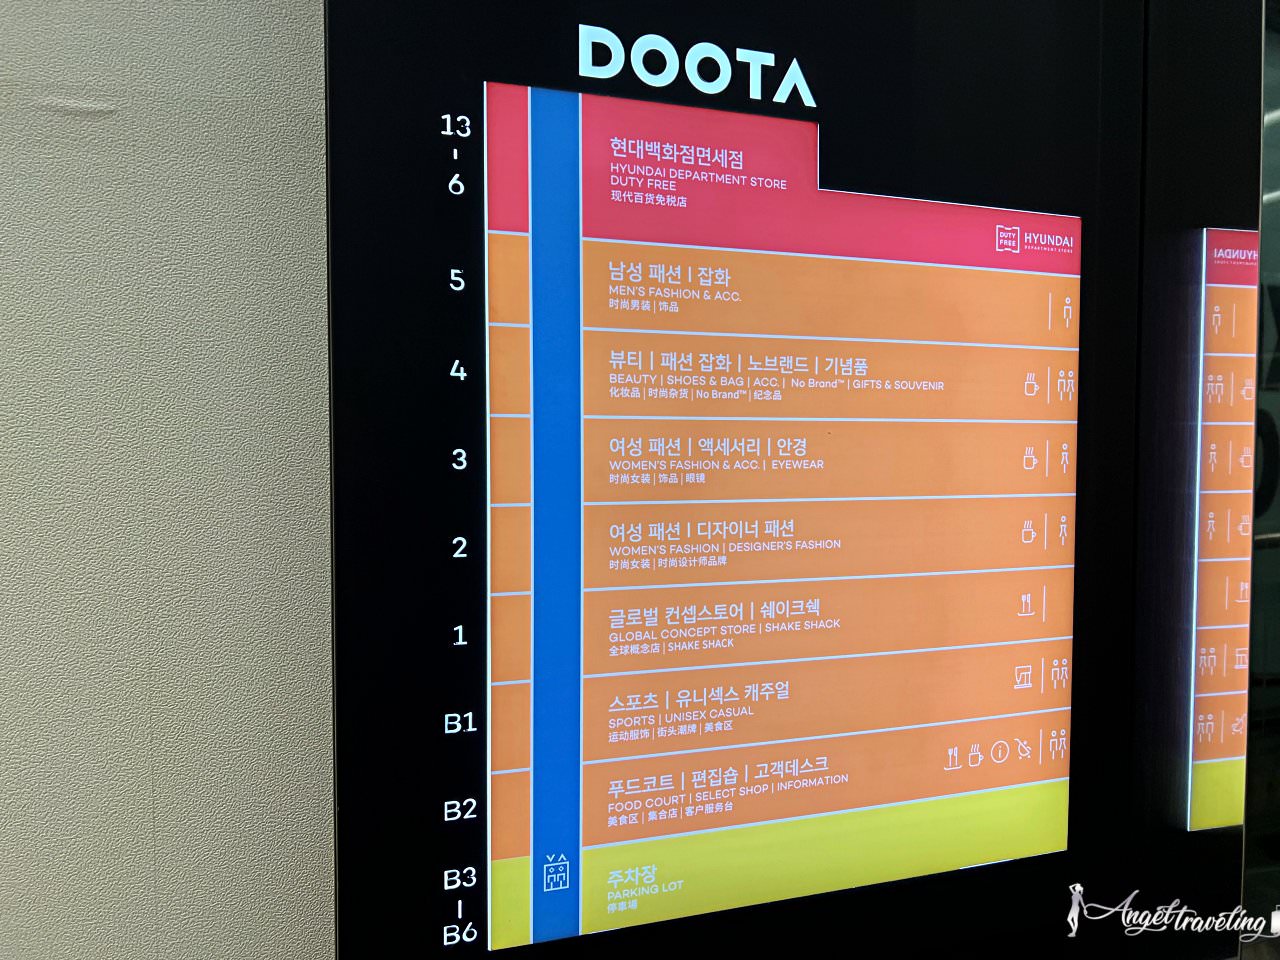 DOOTA
13
-
6
현대백화점면세점
HYUNDAI DEPARTMENT STORE
DUTY FREE
现代百货免税店
DUTY
FREE
HYUNDAI
DEPARTMENT STORE
5
남성 패션 | 잡화
MEN'S FASHION & ACC.
时尚男装 | 饰品
4
뷰티 | 패션 잡화 | 노브랜드 | 기념품
BEAUTY | SHOES & BAG | ACC. | No Brand™ | GIFTS & SOUVENIR
化妆品 | 时尚杂货 | No Brand™ | 纪念品
3
여성 패션 | 액세서리 | 안경
WOMEN'S FASHION & ACC. | EYEWEAR
时尚女装 | 饰品 | 眼镜
2
여성 패션 | 디자이너 패션
WOMEN'S FASHION | DESIGNER'S FASHION
时尚女装 | 时尚设计师品牌
1
글로벌 컨셉스토어 | 쉐이크쉑
GLOBAL CONCEPT STORE | SHAKE SHACK
全球概念店 | SHAKE SHACK
B1
스포츠 | 유니섹스 캐주얼
SPORTS | UNISEX CASUAL
运动服饰 | 街头潮牌 | 美食区
B2
푸드코트 | 편집숍 | 고객데스크
FOOD COURT | SELECT SHOP | INFORMATION
美食区 | 集合店 | 客户服务台
B3
-
B6
주차장
PARKING LOT
停車場
Angel traveling